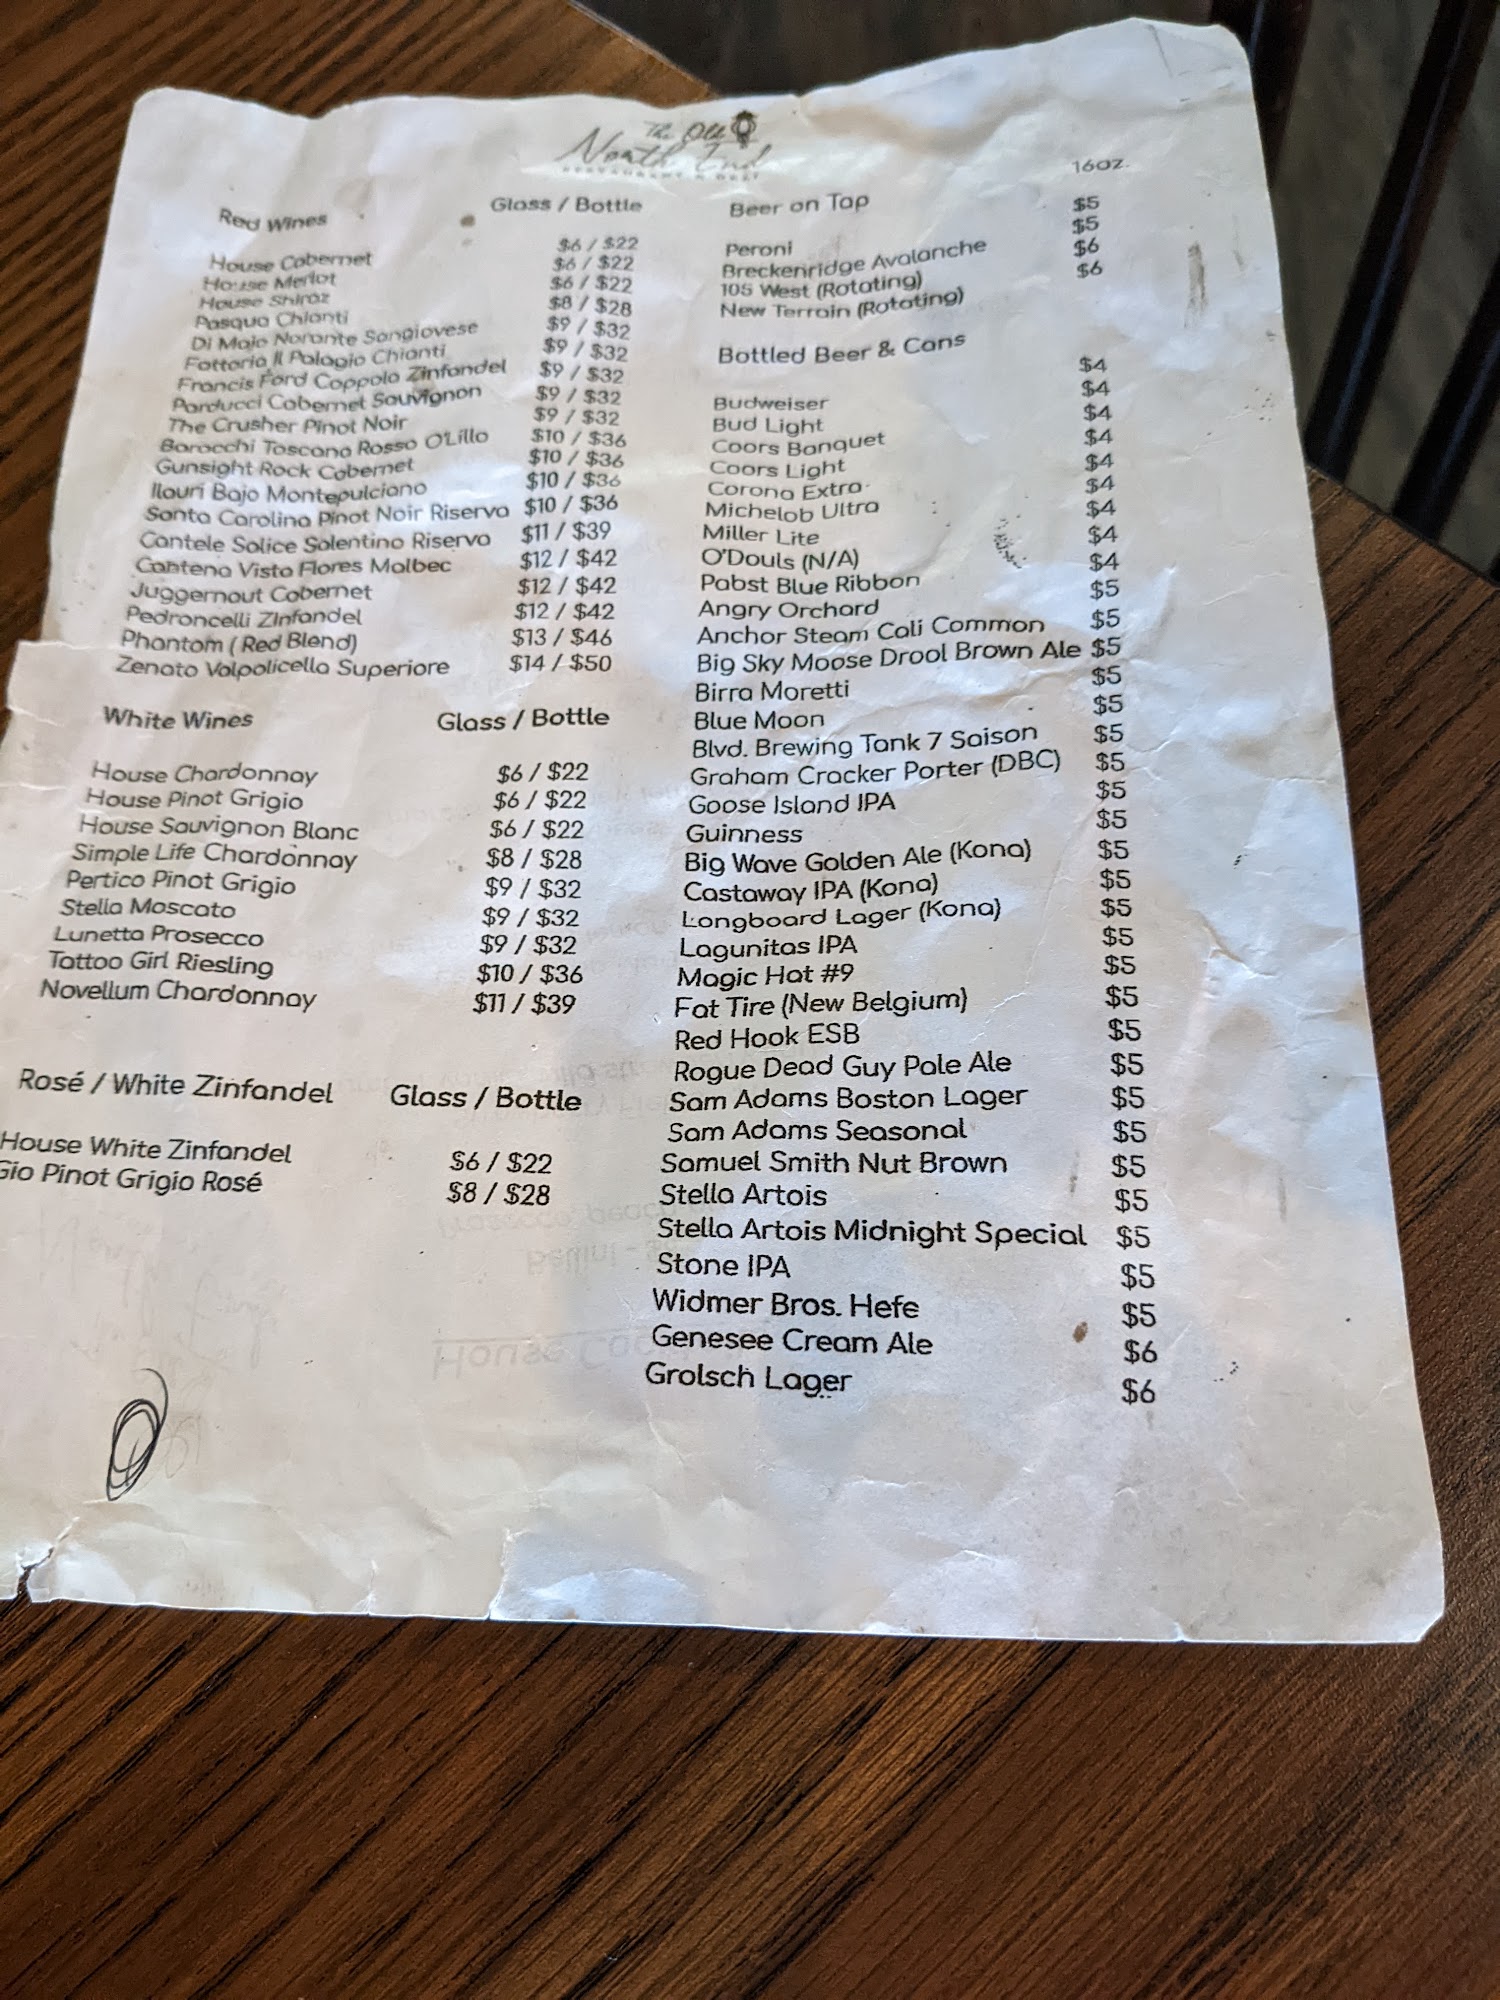 The Old
North End
RESTAURANT & DELI
Red Wines Glass / Bottle
House Cabernet $6 / $22
House Merlot $6 / $22
House Shiraz $6 / $22
Pasqua Chianti $8 / $28
Di Majo Norante Sangiovese $9 / $32
Fattoria Il Palagio Chianti $9 / $32
Francis Ford Coppola Zinfandel $9 / $32
Parducci Cabernet Sauvignon $9 / $32
The Crusher Pinot Noir $9 / $32
Barocchi Toscana Rosso O'Lillo $10 / $36
Gunsight Rock Cabernet $10 / $36
Ilauri Bajo Montepulciano $10 / $36
Santa Carolina Pinot Noir Riserva $10 / $36
Cantele Salice Salentino Riserva $11 / $39
Cantena Vista Flores Malbec $12 / $42
Juggernaut Cabernet $12 / $42
Pedroncelli ZInfandel $12 / $42
Phantom ( Red Blend) $13 / $46
Zenato Valpolicella Superiore $14 / $50
White Wines Glass / Bottle
House Chardonnay $6 / $22
House Pinot Grigio $6 / $22
House Sauvignon Blanc $6 / $22
Simple Life Chardonnay $8 / $28
Pertico Pinot Grigio $9 / $32
Stella Moscato $9 / $32
Lunetta Prosecco $9 / $32
Tattoo Girl Riesling $10 / $36
Novellum Chardonnay $11 / $39
Rosé / White Zinfandel Glass / Bottle
House White Zinfandel $6 / $22
Gio Pinot Grigio Rosé $8 / $28
Beer on Tap 16oz.
Peroni $5
Breckenridge Avalanche $5
105 West (Rotating) $6
New Terrain (Rotating) $6
Bottled Beer & Cans
Budweiser $4
Bud Light $4
Coors Banquet $4
Coors Light $4
Corona Extra $4
Michelob Ultra $4
Miller Lite $4
O'Douls (N/A) $4
Pabst Blue Ribbon $4
Angry Orchard $5
Anchor Steam Cali Common $5
Big Sky Moose Drool Brown Ale $5
Birra Moretti $5
Blue Moon $5
Blvd. Brewing Tank 7 Saison $5
Graham Cracker Porter (DBC) $5
Goose Island IPA $5
Guinness $5
Big Wave Golden Ale (Kona) $5
Castaway IPA (Kona) $5
Longboard Lager (Kona) $5
Lagunitas IPA $5
Magic Hat #9 $5
Fat Tire (New Belgium) $5
Red Hook ESB $5
Rogue Dead Guy Pale Ale $5
Sam Adams Boston Lager $5
Sam Adams Seasonal $5
Samuel Smith Nut Brown $5
Stella Artois $5
Stella Artois Midnight Special $5
Stone IPA $5
Widmer Bros. Hefe $5
Genesee Cream Ale $6
Grolsch Lager $6